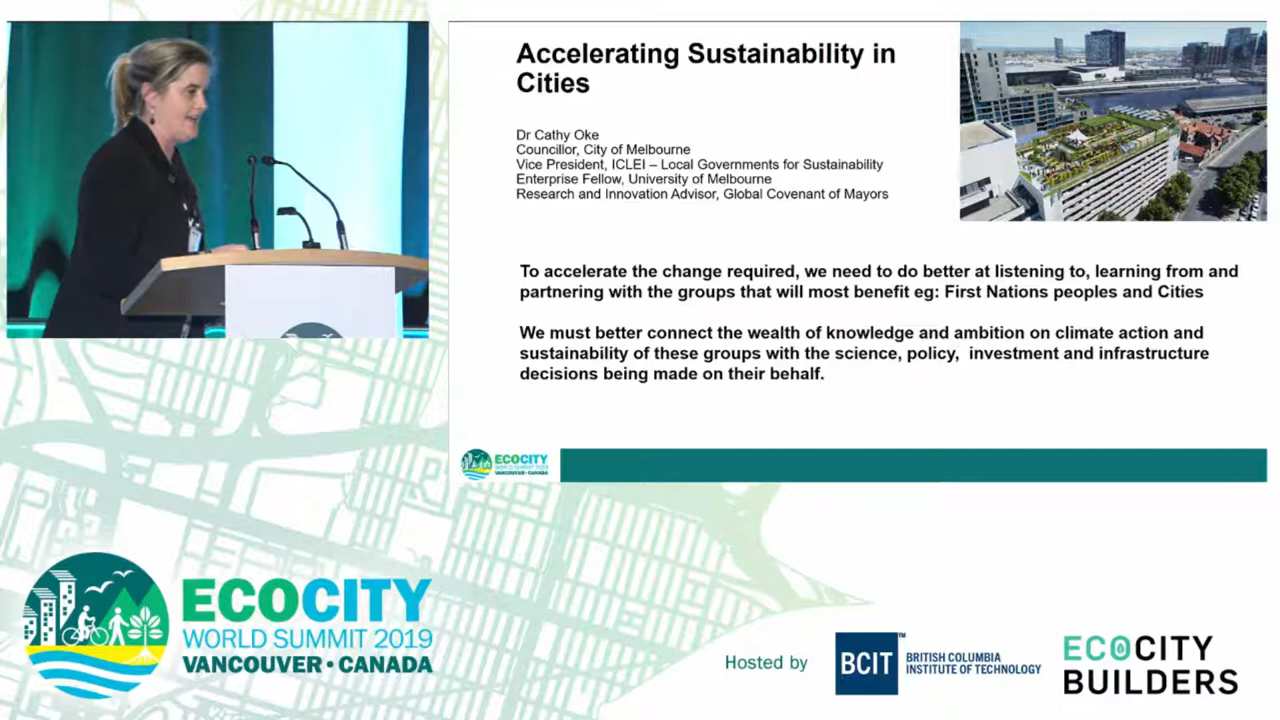 Accelerating Sustainability in
Cities
Dr Cathy Oke
Councillor, City of Melbourne
Vice President, ICLEI – Local Governments for Sustainability
Enterprise Fellow, University of Melbourne
Research and Innovation Advisor, Global Covenant of Mayors
To accelerate the change required, we need to do better at listening to, learning from and
partnering with the groups that will most benefit eg: First Nations peoples and Cities
We must better connect the wealth of knowledge and ambition on climate action and
sustainability of these groups with the science, policy, investment and infrastructure
decisions being made on their behalf.
ECOCITY
WORLD SUMMIT 2019
VANCOUVER • CANADA
ECOCITY
WORLD SUMMIT 2019
VANCOUVER • CANADA
Hosted by
BCIT™
BRITISH COLUMBIA
INSTITUTE OF TECHNOLOGY
ECOCITY
BUILDERS